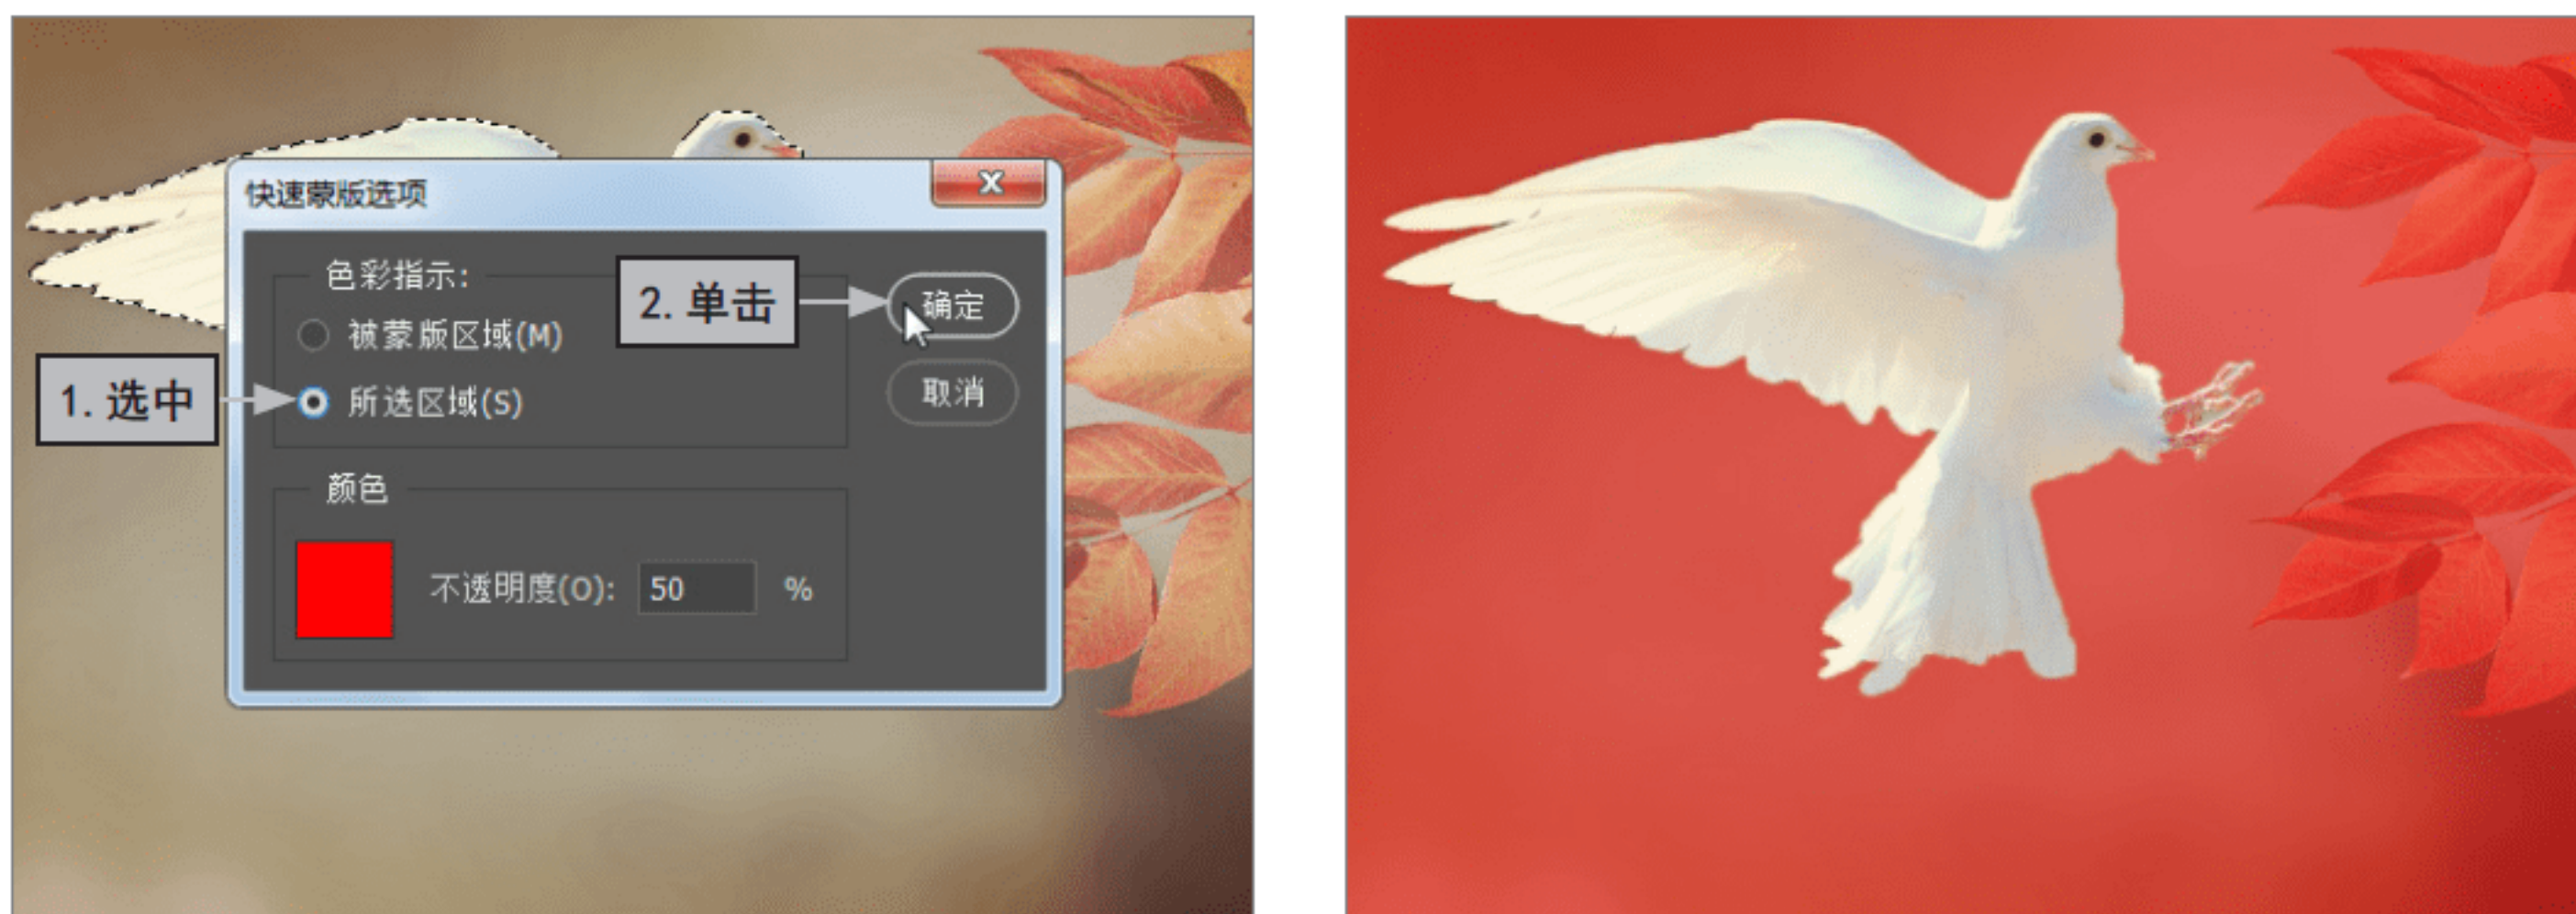 快速蒙版选项
色彩指示:
2. 单击
确定
被蒙版区域(M)
1. 选中
所选区域(S)
取消
颜色
不透明度(O): 50 %